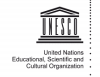 UNESCO
United Nations
Educational, Scientific and
Cultural Organization